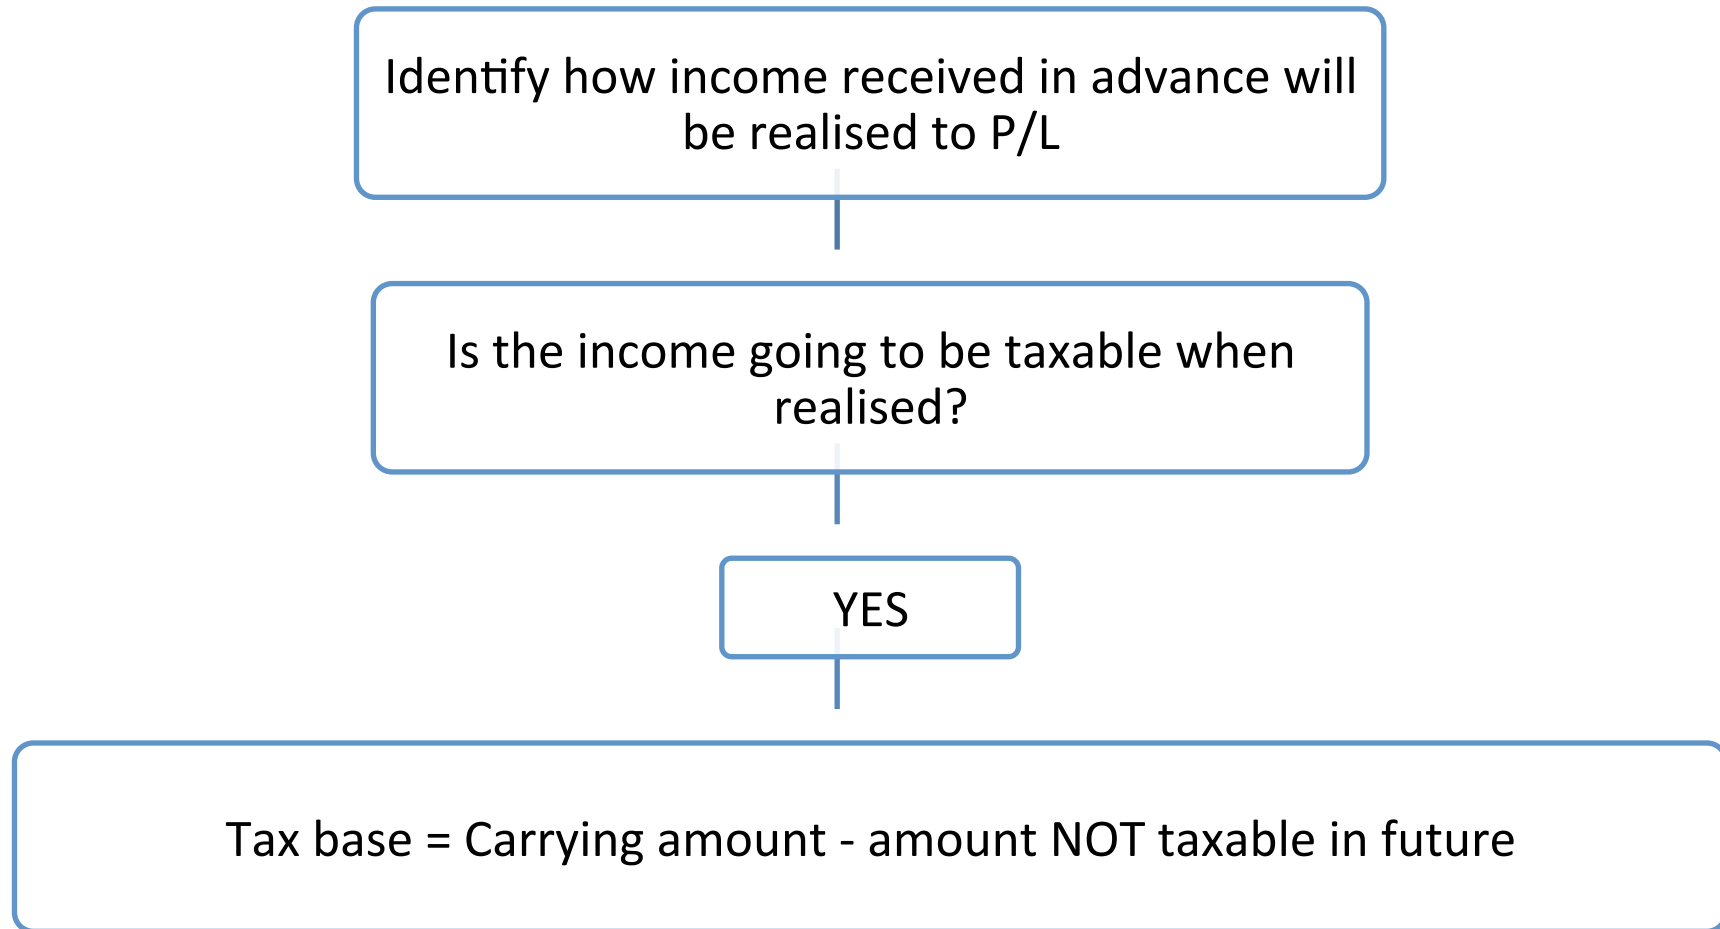 Identify how income received in advance will
be realised to P/L
Is the income going to be taxable when
realised?
YES
Tax base = Carrying amount - amount NOT taxable in future